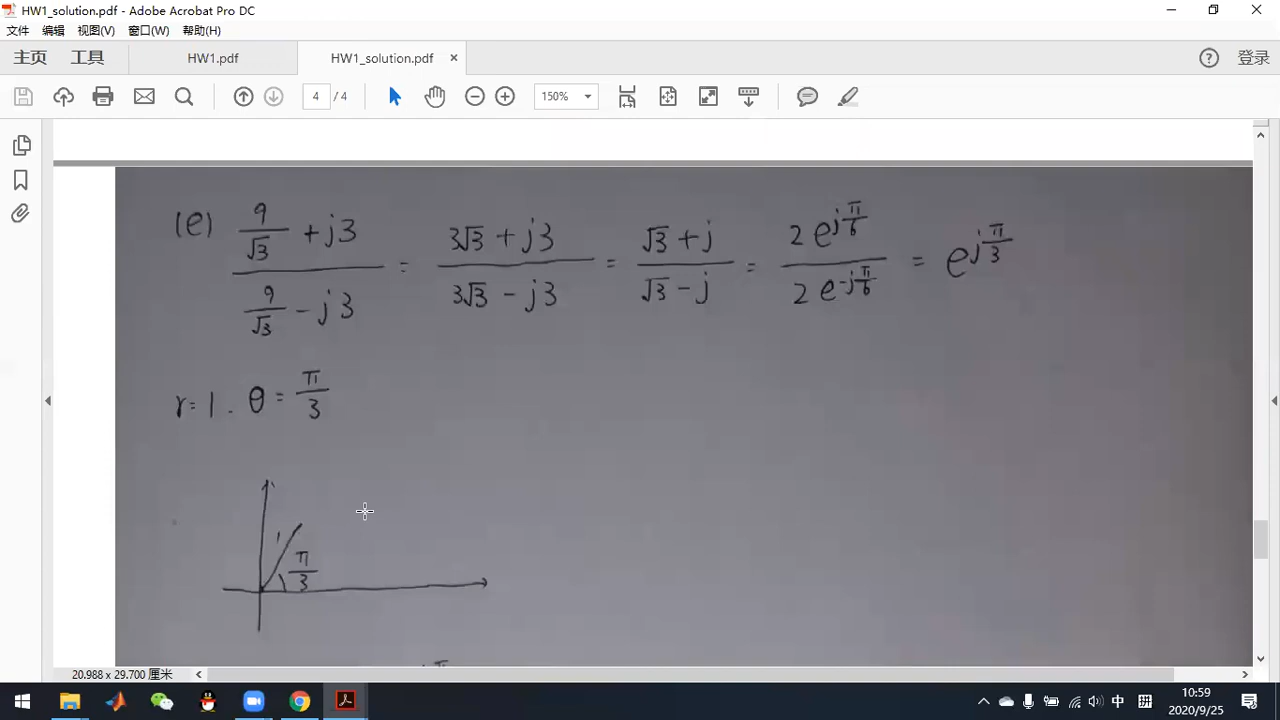 HW1_solution.pdf - Adobe Acrobat Pro DC
文件 编辑 视图(V) 窗口(W) 帮助(H)
主页 工具 HW1.pdf HW1_solution.pdf × 登录
4 / 4 150%
(e) (9/√3 + j3) / (9/√3 - j3) = (3√3 + j3) / (3√3 - j3) = (√3 + j) / (√3 - j) = 2e^{jπ/6} / 2e^{-jπ/6} = e^{jπ/3}
r=1. θ = π/3
1
π/3
20.988 x 29.700 厘米
中 拼 10:59
2020/9/25